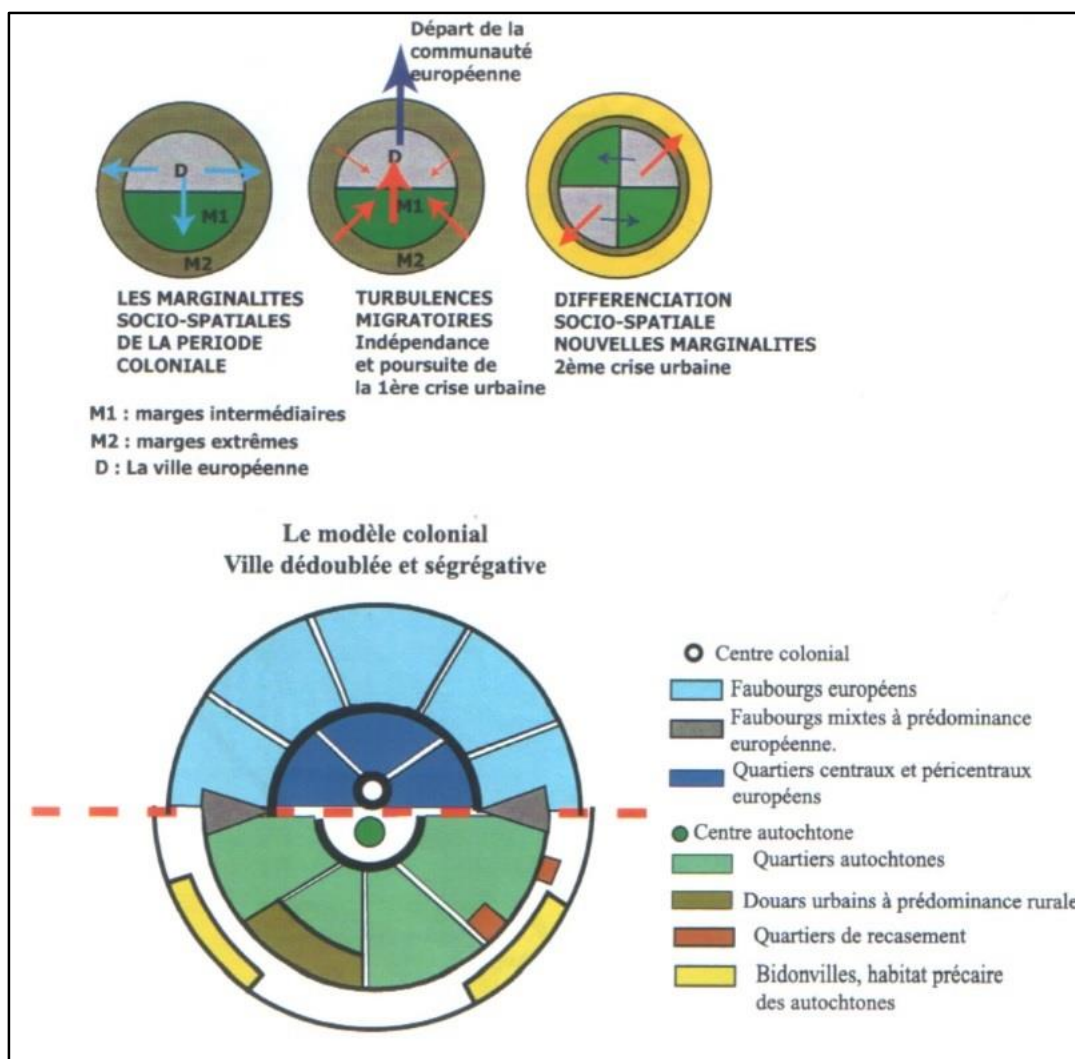 Départ de la
communauté
européenne
D
M1
M2
D
M1
M2
LES MARGINALITES
SOCIO-SPATIALES
DE LA PERIODE
COLONIALE
TURBULENCES
MIGRATOIRES
Indépendance
et poursuite de
la 1ère crise urbaine
DIFFERENCIATION
SOCIO-SPATIALE
NOUVELLES MARGINALITES
2ème crise urbaine
M1 : marges intermédiaires
M2 : marges extrêmes
D : La ville européenne
Le modèle colonial
Ville dédoublée et ségrégative
Centre colonial
Faubourgs européens
Faubourgs mixtes à prédominance
européenne.
Quartiers centraux et péricentraux
européens
Centre autochtone
Quartiers autochtones
Douars urbains à prédominance rurale
Quartiers de recasement
Bidonvilles, habitat précaire
des autochtones